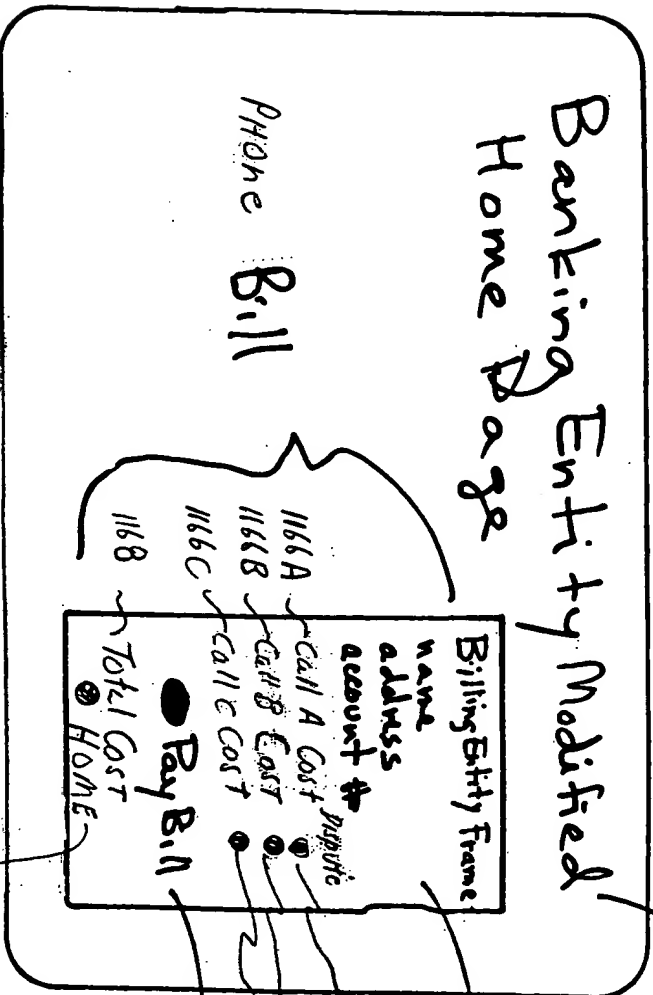 Banking Entity Modified
Home Page
Billing Entity Frame
name
address
account #
Dispute
1166A Call A Cost
1166B Call B Cost
1166C Call C Cost
Pay Bill
1168 Total Cost
HOME
Phone Bill